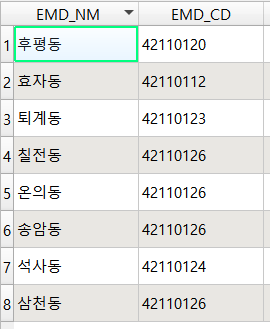 EMD_NM EMD_CD
1 후평동 42110120
2 효자동 42110112
3 퇴계동 42110123
4 칠전동 42110126
5 온의동 42110126
6 송암동 42110126
7 석사동 42110124
8 삼천동 42110126